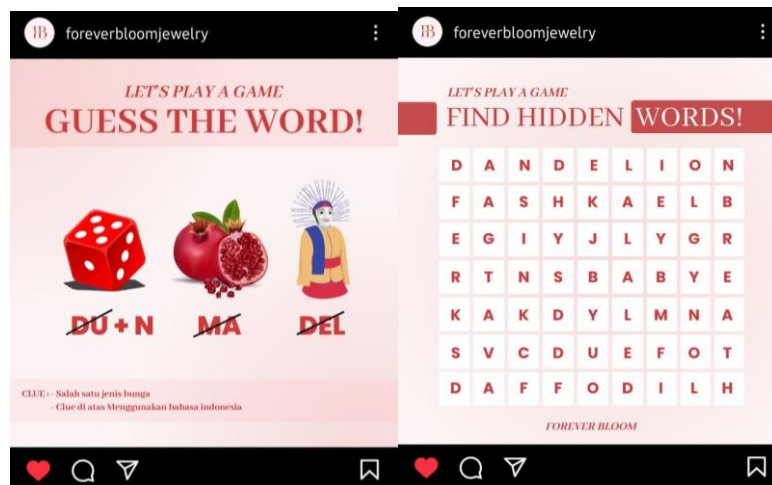 foreverbloomjewelry
LET'S PLAY A GAME
GUESS THE WORD!
DU + N
MA
DEL
CLUE : - Salah satu jenis bunga
- Clue di atas Menggunakan bahasa indonesia
foreverbloomjewelry
LET'S PLAY A GAME
FIND HIDDEN WORDS!
D A N D E L I O N
F A S H K A E L B
E G I Y J L Y G R
R T N S B A B Y E
K A K D Y L M N A
S V C D U E F O T
D A F F O D I L H
FOREVER BLOOM